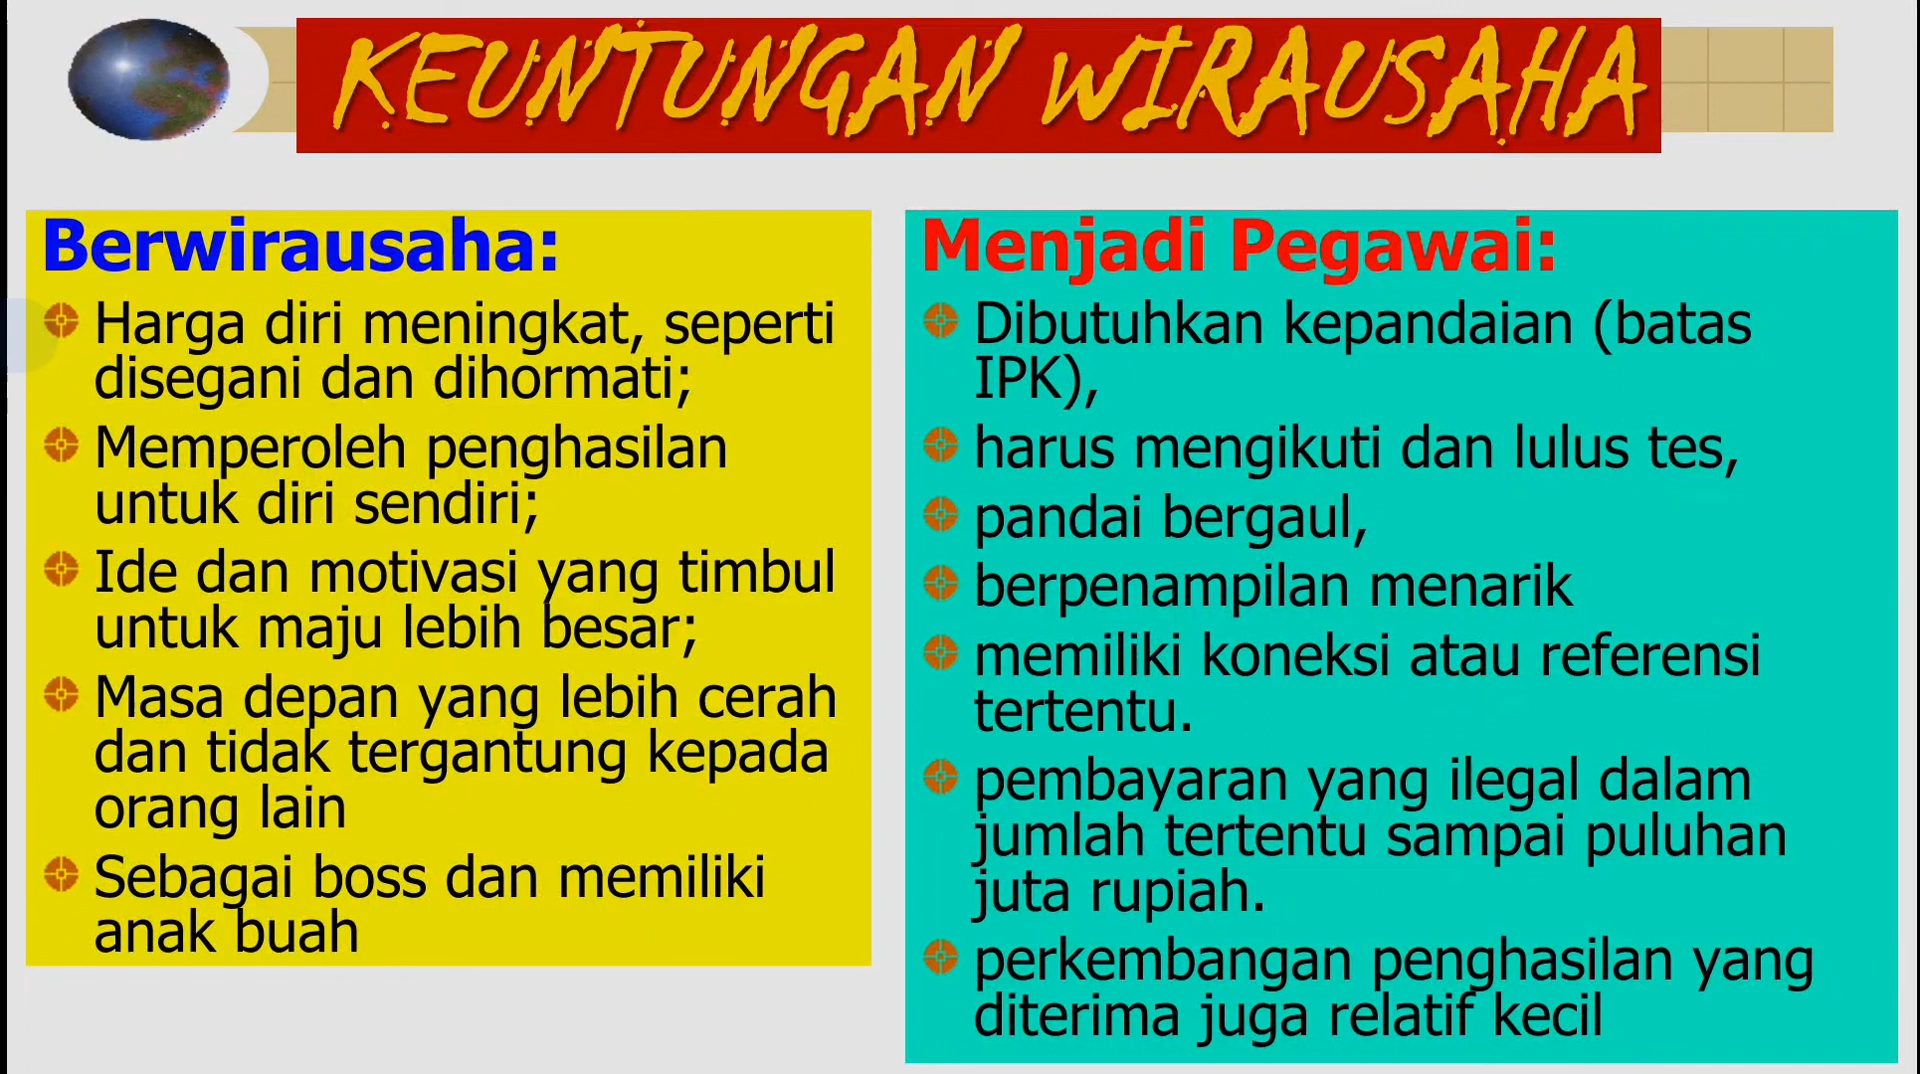 KEUNTUNGAN WIRAUSAHA
Berwirausaha:
Harga diri meningkat, seperti
disegani dan dihormati;
Memperoleh penghasilan
untuk diri sendiri;
Ide dan motivasi yang timbul
untuk maju lebih besar;
Masa depan yang lebih cerah
dan tidak tergantung kepada
orang lain
Sebagai boss dan memiliki
anak buah
Menjadi Pegawai:
Dibutuhkan kepandaian (batas
IPK),
harus mengikuti dan lulus tes,
pandai bergaul,
berpenampilan menarik
memiliki koneksi atau referensi
tertentu.
pembayaran yang ilegal dalam
jumlah tertentu sampai puluhan
juta rupiah.
perkembangan penghasilan yang
diterima juga relatif kecil